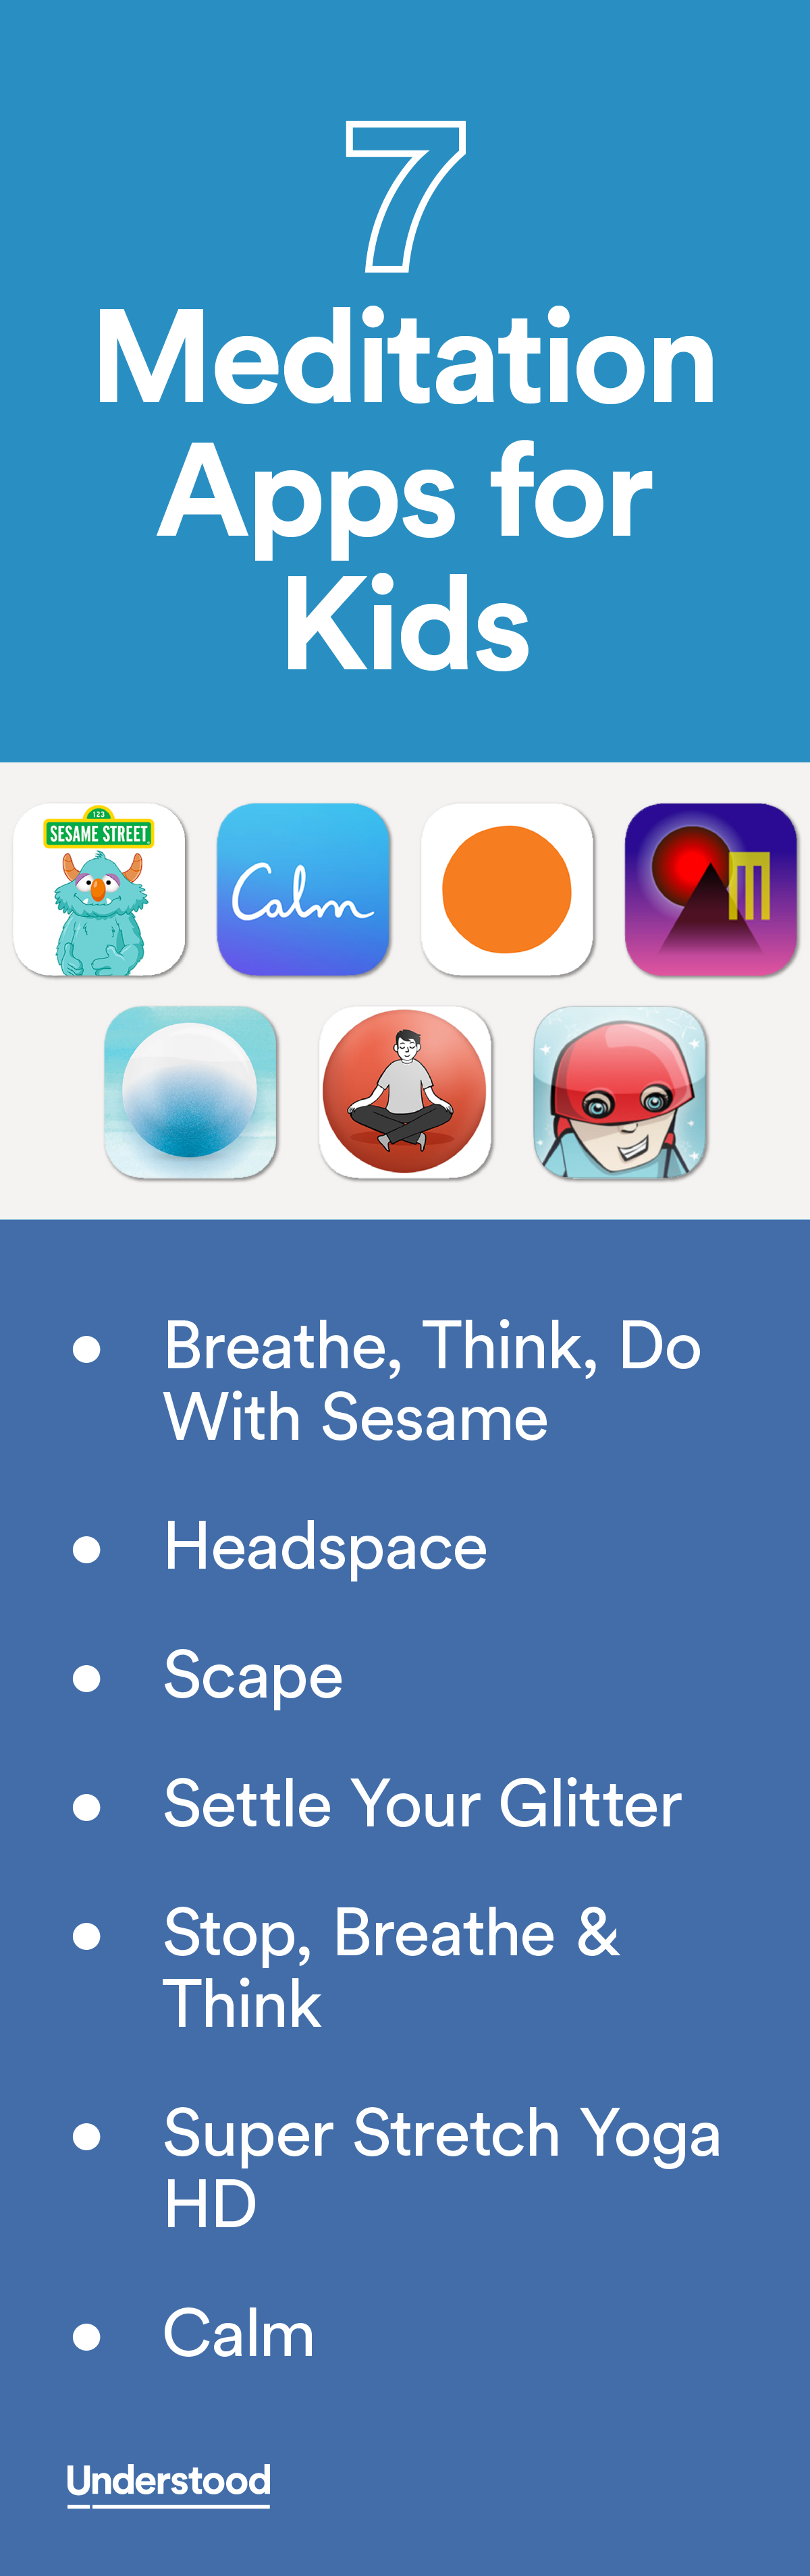 7
Meditation
Apps for
Kids
123
SESAME STREET
Calm
m
Breathe, Think, Do
With Sesame
Headspace
Scape
Settle Your Glitter
Stop, Breathe &
Think
Super Stretch Yoga
HD
Calm
Understood